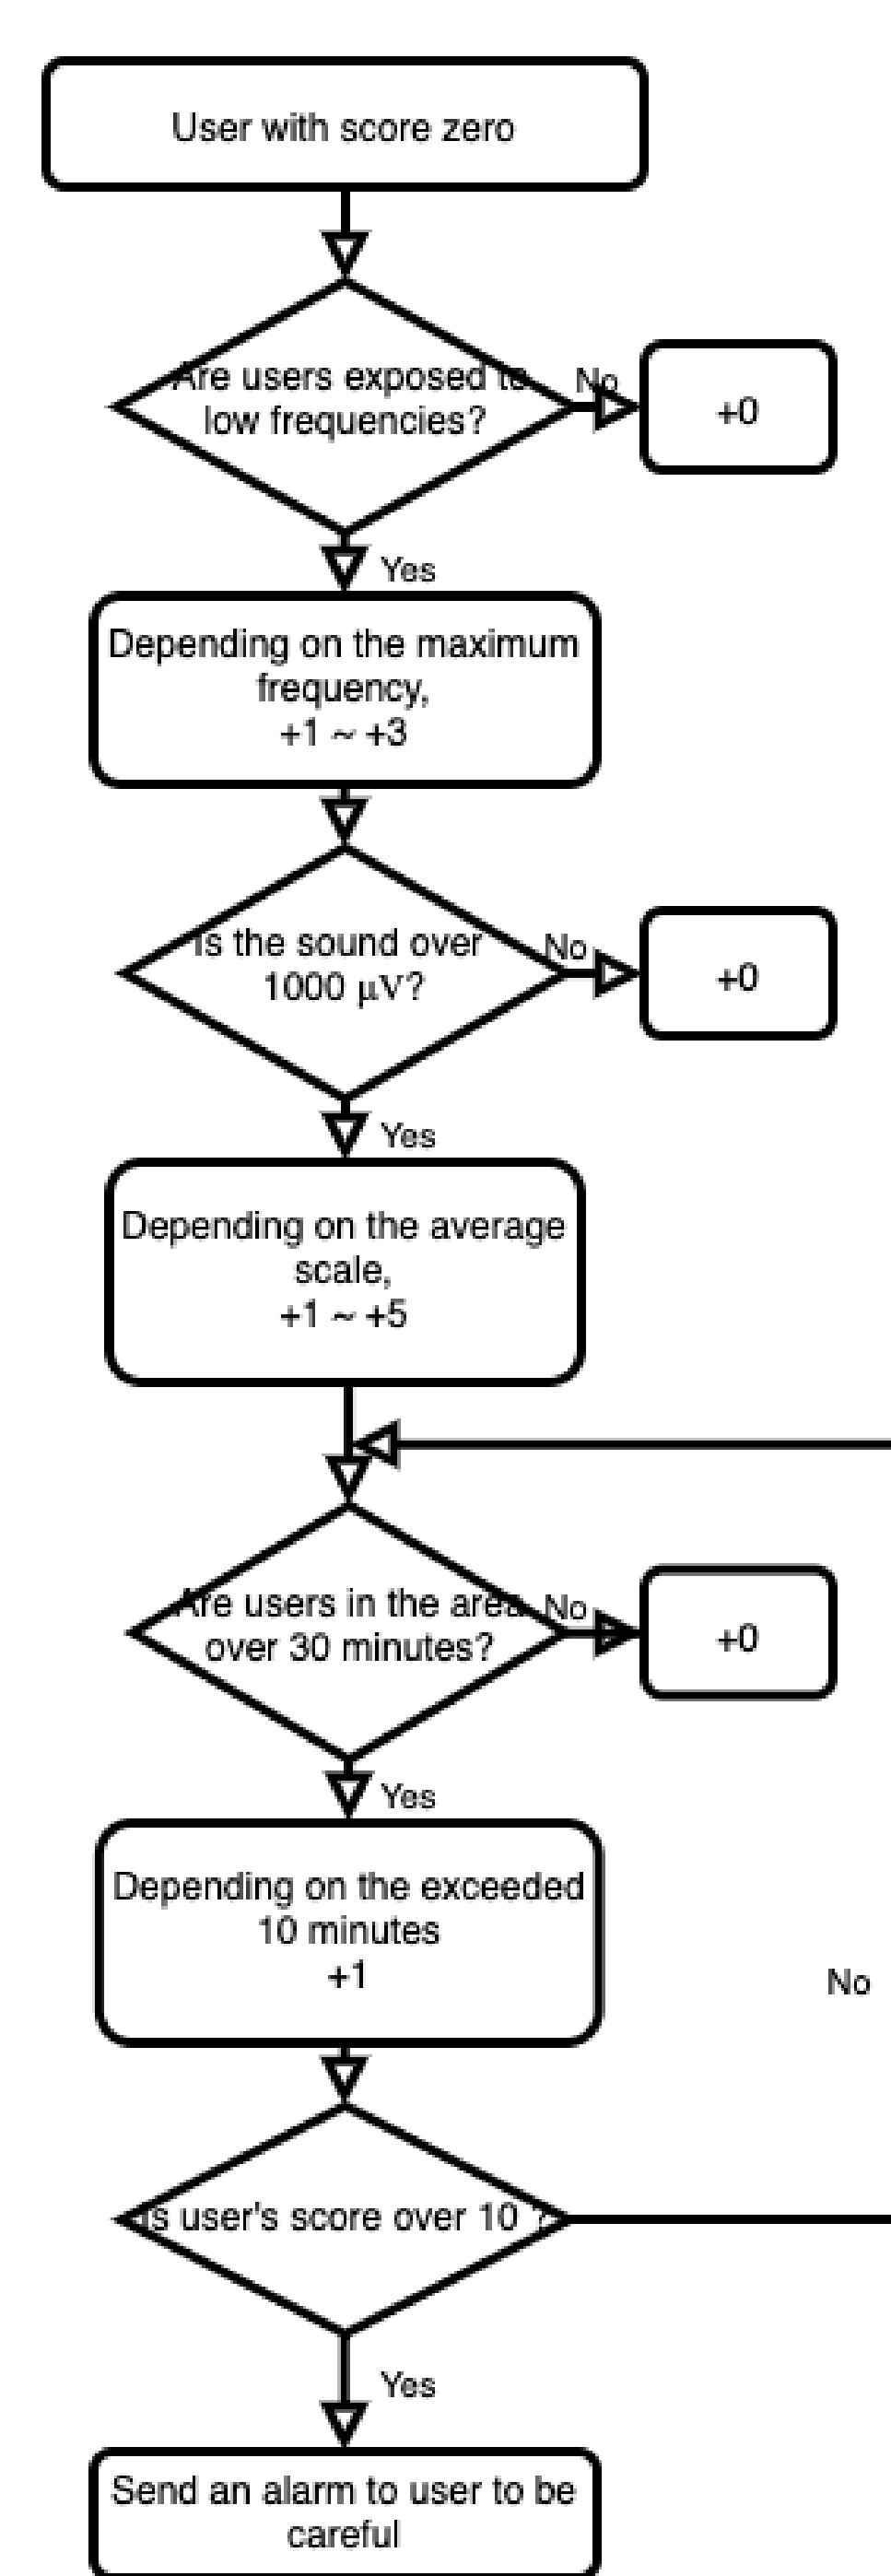 User with score zero
Are users exposed to
low frequencies?
No
+0
Yes
Depending on the maximum
frequency,
+1 ~ +3
Is the sound over
1000 μV?
No
+0
Yes
Depending on the average
scale,
+1 ~ +5
Are users in the area
over 30 minutes?
No
+0
Yes
Depending on the exceeded
10 minutes
+1
No
Is user's score over 10 ?
Yes
Send an alarm to user to be
careful